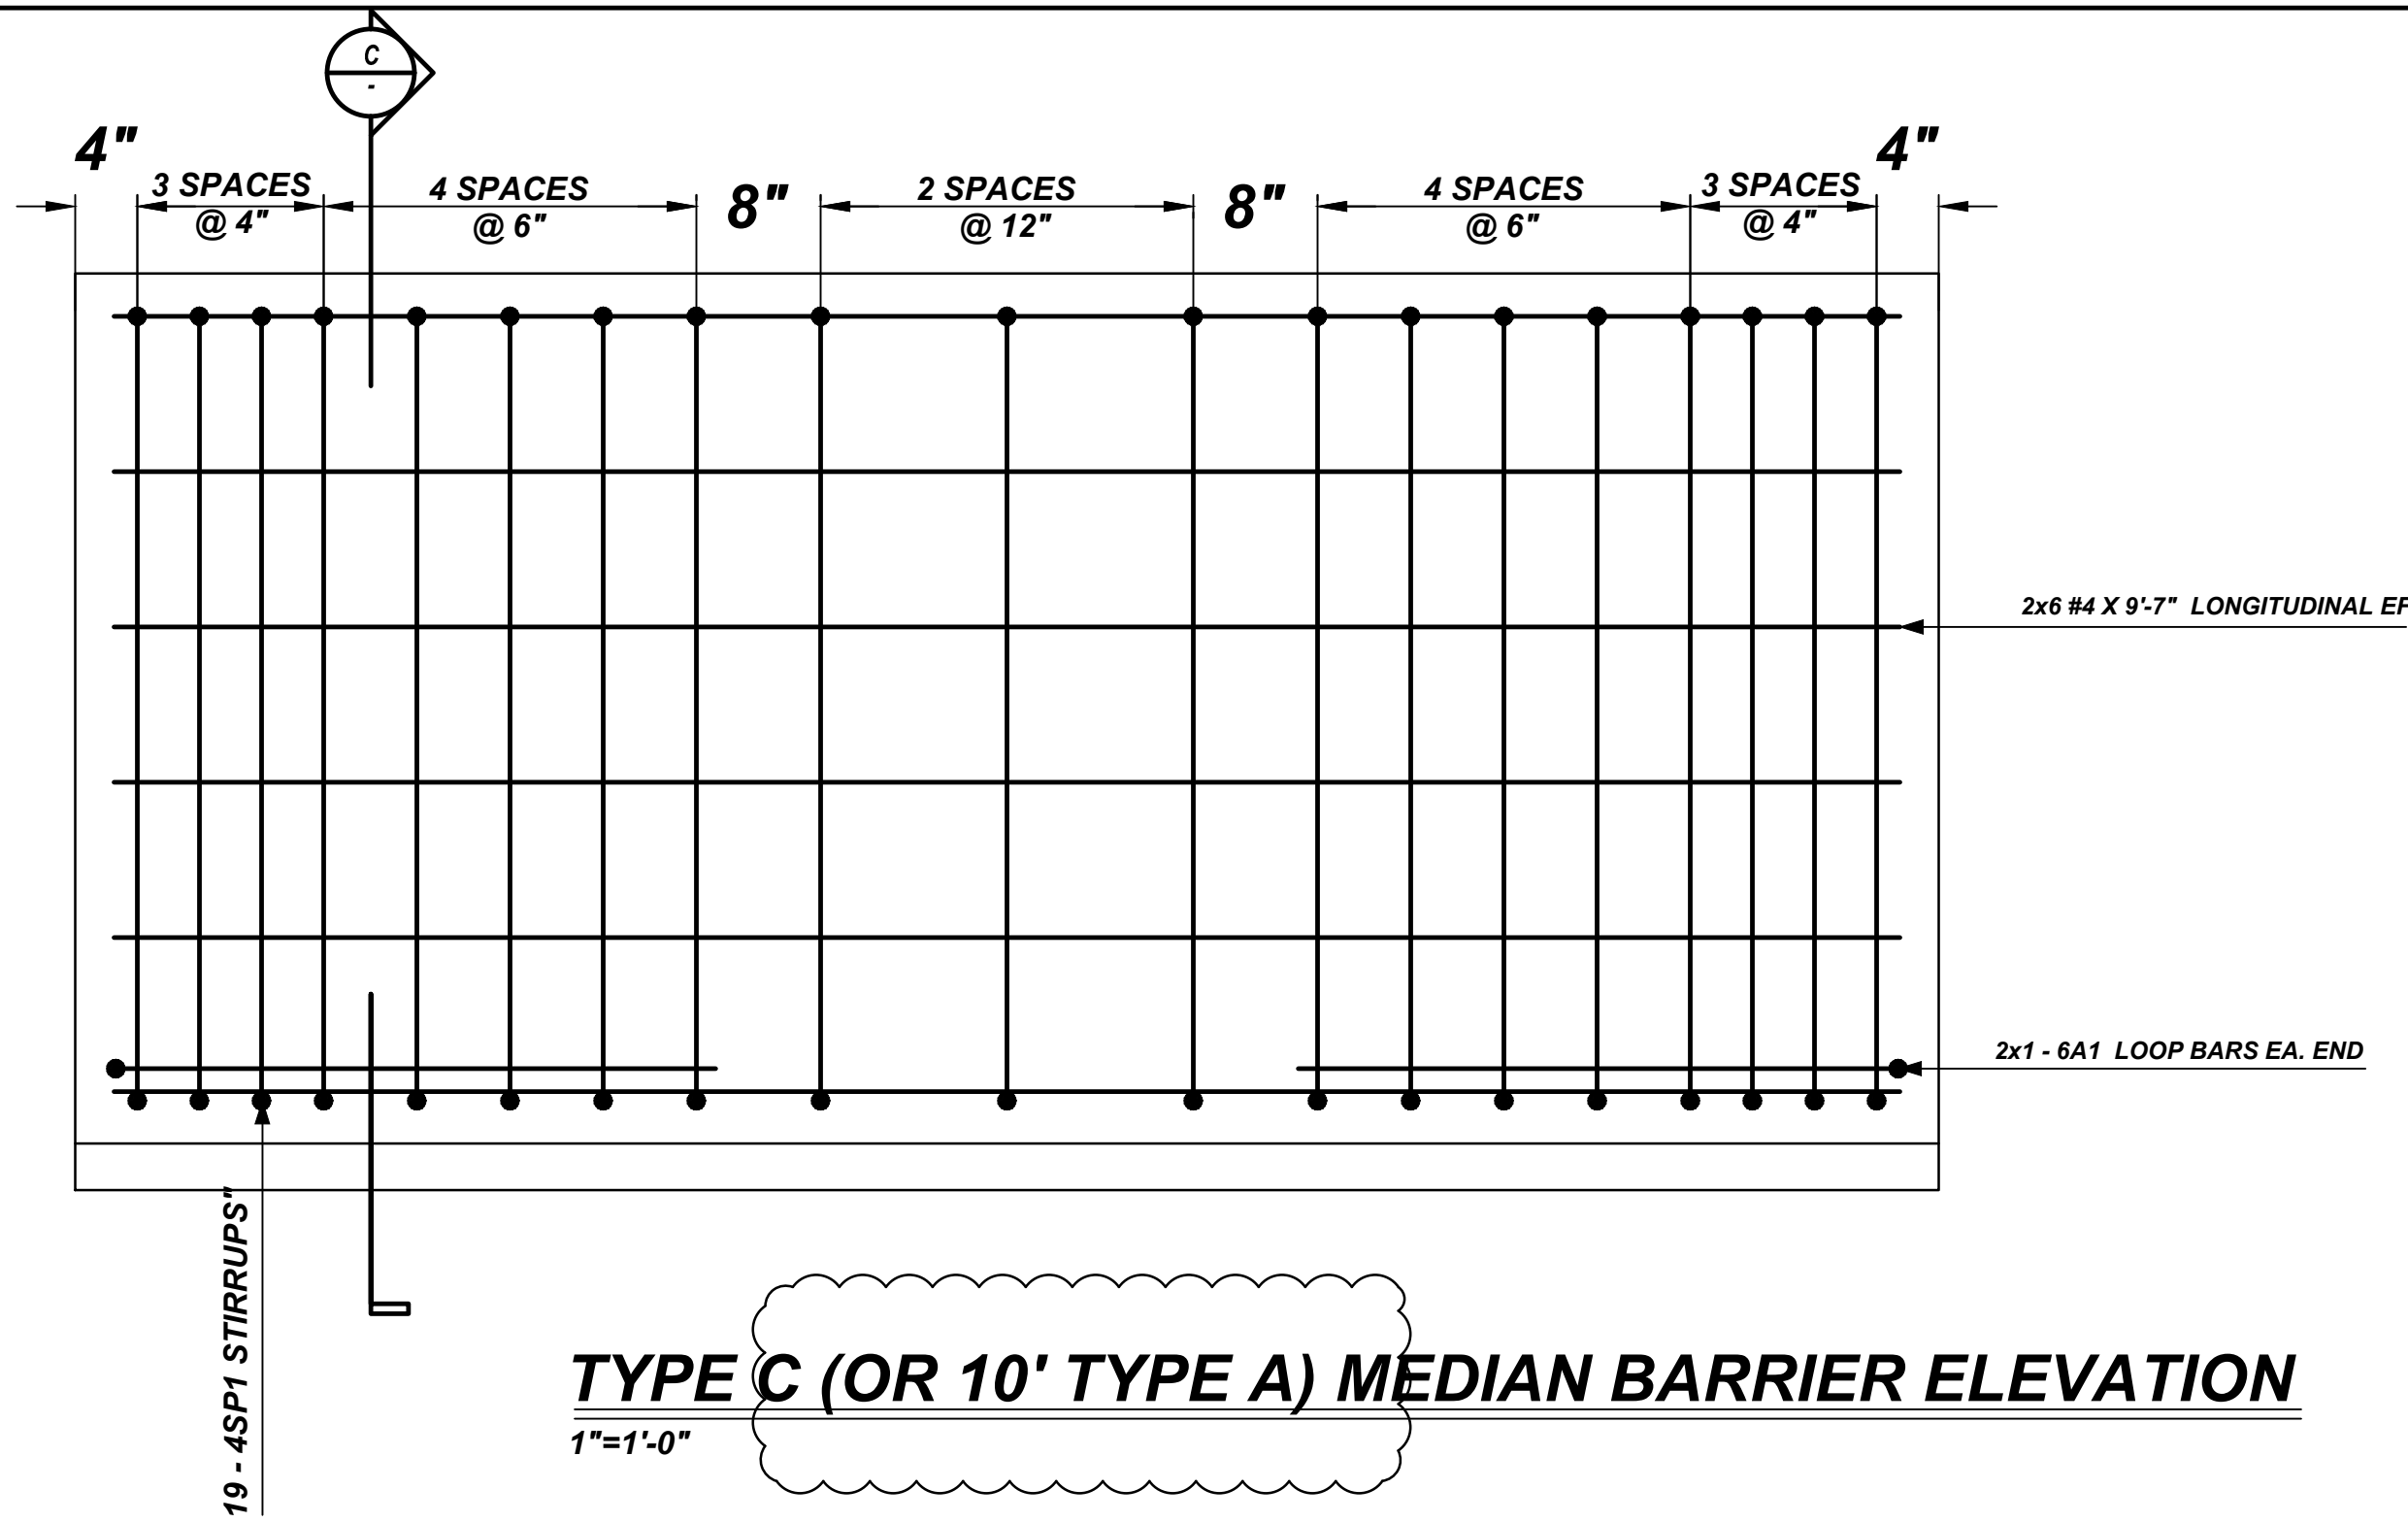 C
-
4"
3 SPACES
@ 4"
4 SPACES
@ 6"
8"
2 SPACES
@ 12"
8"
4 SPACES
@ 6"
3 SPACES
@ 4"
4"
2x6 #4 X 9'-7" LONGITUDINAL EF
2x1 - 6A1 LOOP BARS EA. END
19 - 4SP1 STIRRUPS"
TYPE C (OR 10' TYPE A) MEDIAN BARRIER ELEVATION
1"=1'-0"